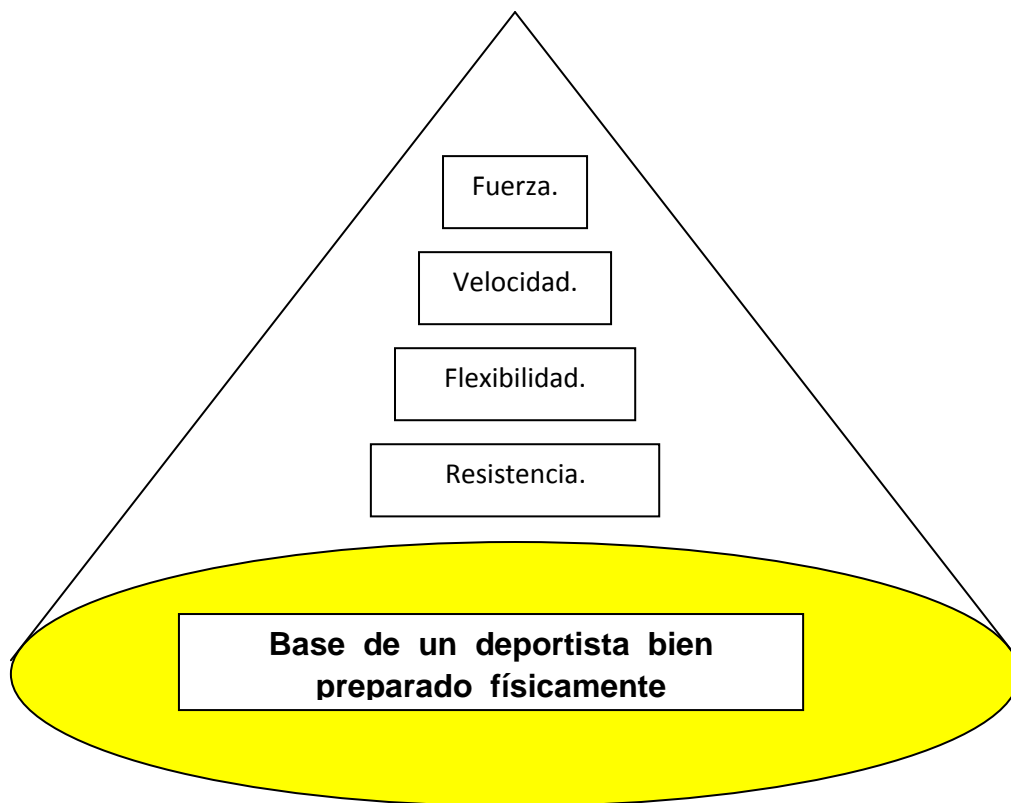 Fuerza.
Velocidad.
Flexibilidad.
Resistencia.
Base de un deportista bien
preparado físicamente